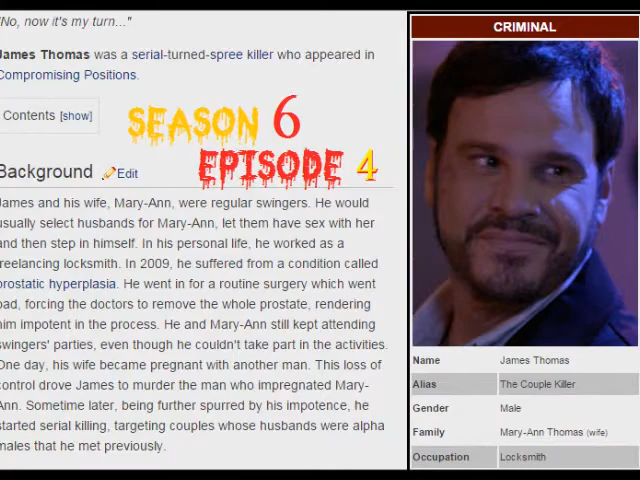 "No, now it's my turn..."
James Thomas was a serial-turned-spree killer who appeared in
Compromising Positions.
Contents [show]
SEASON 6
EPISODE 4
Background Edit
James and his wife, Mary-Ann, were regular swingers. He would
usually select husbands for Mary-Ann, let them have sex with her
and then step in himself. In his personal life, he worked as a
freelancing locksmith. In 2009, he suffered from a condition called
prostatic hyperplasia. He went in for a routine surgery which went
bad, forcing the doctors to remove the whole prostate, rendering
him impotent in the process. He and Mary-Ann still kept attending
swingers' parties, even though he couldn't take part in the activities.
One day, his wife became pregnant with another man. This loss of
control drove James to murder the man who impregnated Mary-
Ann. Sometime later, being further spurred by his impotence, he
started serial killing, targeting couples whose husbands were alpha
males that he met previously.
CRIMINAL
Name James Thomas
Alias The Couple Killer
Gender Male
Family Mary-Ann Thomas (wife)
Occupation Locksmith